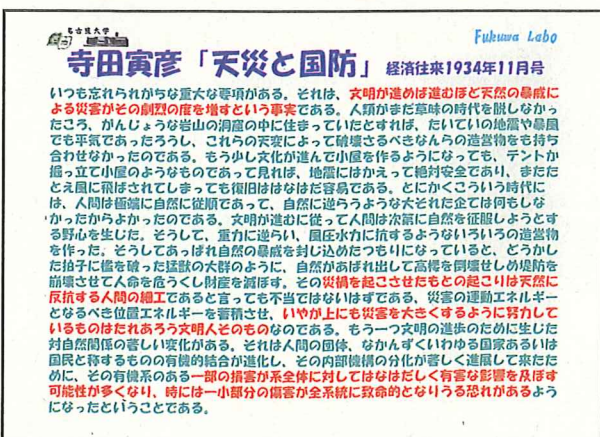 名古屋大学
Fukuwa Labo
寺田寅彦「天災と国防」 経済往来1934年11月号
いつも忘れられがちな重大な要項がある。それは、文明が進めば進むほど天然の暴威に
よる災害がその劇烈の度を増すという事実である。人類がまだ草昧の時代を脱しなかっ
たころ、がんじょうな岩山の洞窟の中に住まっていたとすれば、たいていの地震や暴風
でも平気であったろうし、これらの天変によって破壊さるべきなんらの造営物をも持ち
合わせなかったのである。もう少し文化が進んで小屋を作るようになっても、テントか
掘っ立て小屋のようなものであって見れば、地震にはかえって絶対安全であり、またた
とえ風に飛ばされてしまっても復旧ははなはだ容易である。とにかくこういう時代に
は、人間は極端に自然に従順であって、自然に逆らうような大それた企ては何もしな
かったからよかったのである。文明が進むに従って人間は次第に自然を征服しようとす
る野心を生じた。そうして、重力に逆らい、風圧水力に抗するようないろいろの造営物
を作った。そうしてあっぱれ自然の暴威を封じ込めたつもりになっていると、どうかし
た拍子に檻を破った猛獣の大群のように、自然があばれ出して高楼を倒壊せしめ堤防を
崩壊させて人命を危うくし財産を滅ぼす。その災禍を起こさせたもとの起こりは天然に
反抗する人間の細工であると言っても不当ではないはずである、災害の運動エネルギー
となるべき位置エネルギーを蓄積させ、いやが上にも災害を大きくするように努力して
いるものはたれあろう文明人そのものなのである。もう一つ文明の進歩のために生じた
対自然関係の著しい変化がある。それは人間の団体、なかんずくいわゆる国家あるいは
国民と称するものの有機的結合が進化し、その内部機構の分化が著しく進展して来たた
めに、その有機系のある一部の損害が系全体に対してはなはだしく有害な影響を及ぼす
可能性が多くなり、時には一小部分の傷害が全系統に致命的となりうる恐れがあるよう
になったということである。